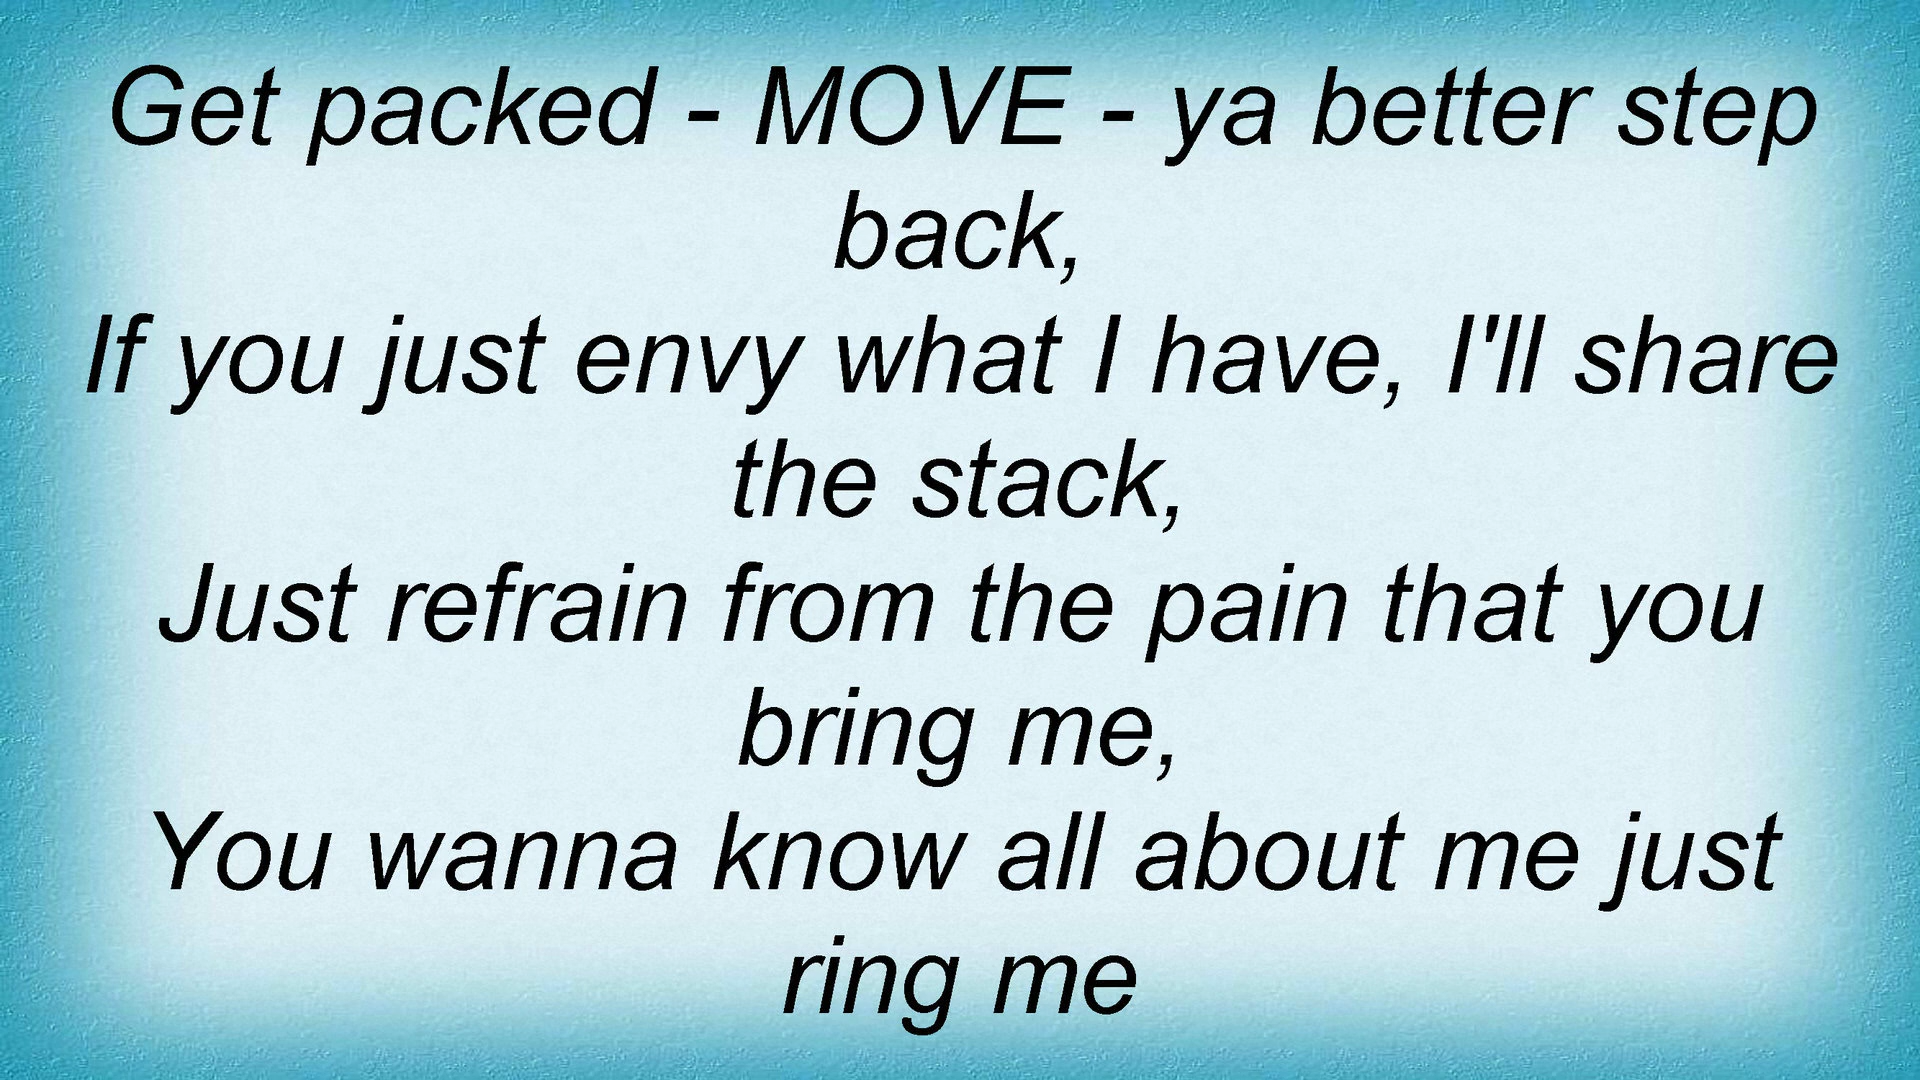 Get packed - MOVE - ya better step
back,
If you just envy what I have, I'll share
the stack,
Just refrain from the pain that you
bring me,
You wanna know all about me just
ring me